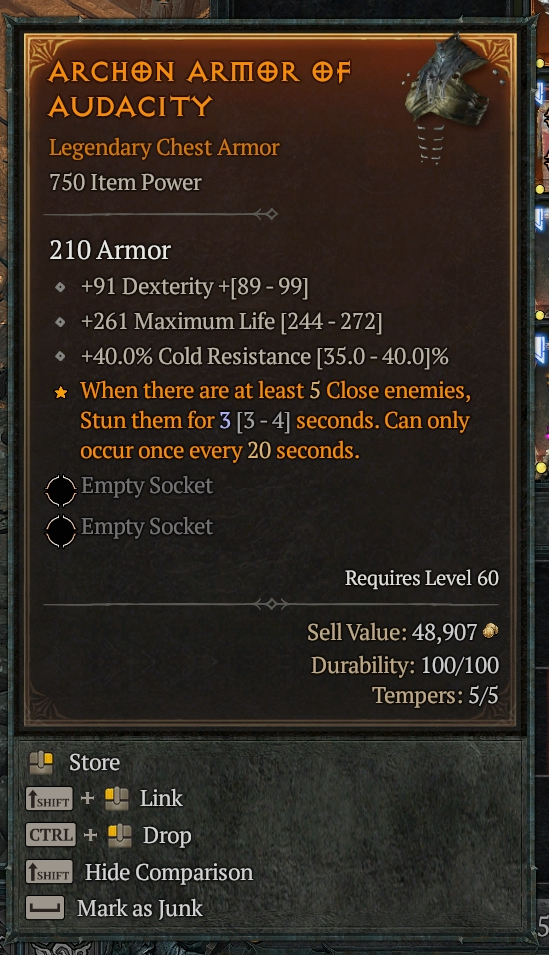 ARCHON ARMOR OF
AUDACITY
Legendary Chest Armor
750 Item Power
210 Armor
+91 Dexterity +[89 - 99]
+261 Maximum Life [244 - 272]
+40.0% Cold Resistance [35.0 - 40.0]%
When there are at least 5 Close enemies,
Stun them for 3 [3 - 4] seconds. Can only
occur once every 20 seconds.
Empty Socket
Empty Socket
Requires Level 60
Sell Value: 48,907
Durability: 100/100
Tempers: 5/5
Store
SHIFT + Link
CTRL + Drop
SHIFT Hide Comparison
Mark as Junk
5